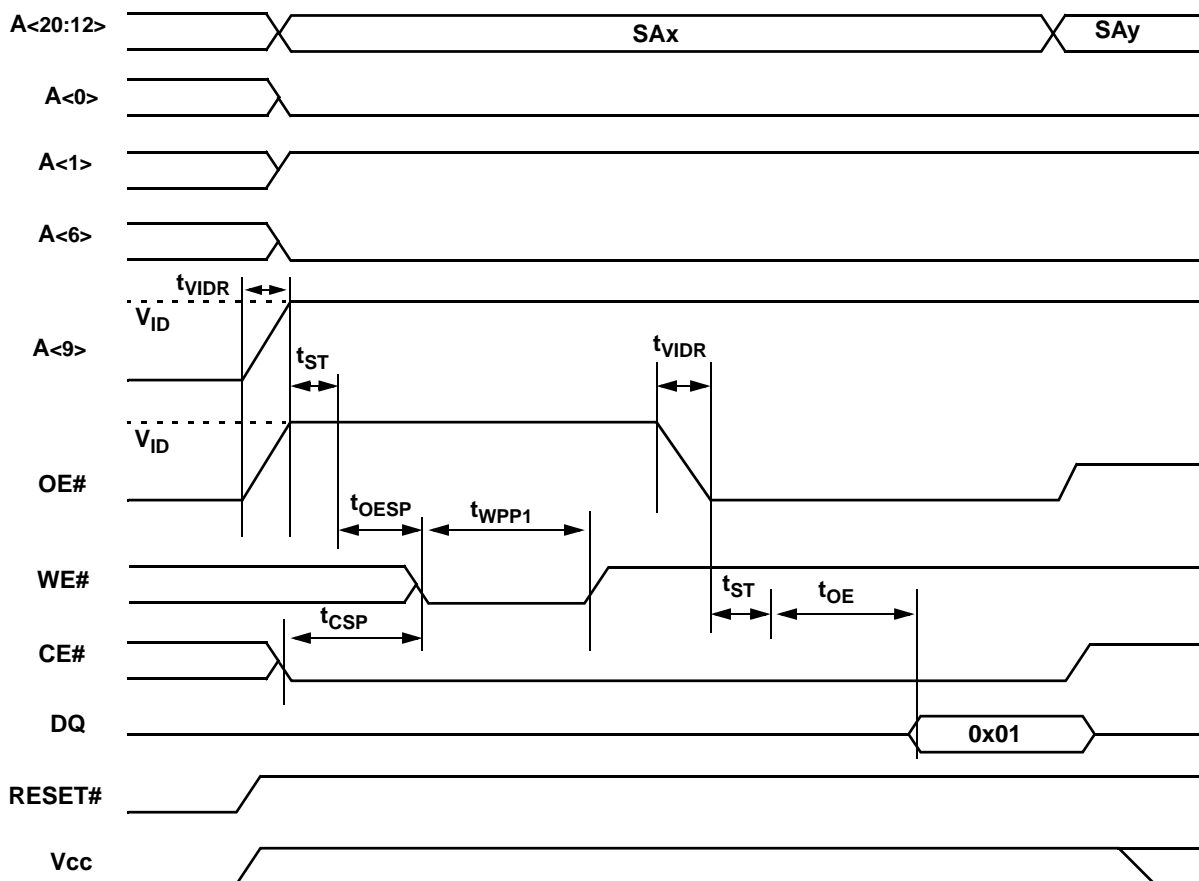 A<20:12>
SAx
SAy
A<0>
A<1>
A<6>
tVIDR
VID
A<9>
tST
tVIDR
VID
OE#
tOESP
tWPP1
WE#
tST
tOE
tCSP
CE#
DQ
0x01
RESET#
Vcc